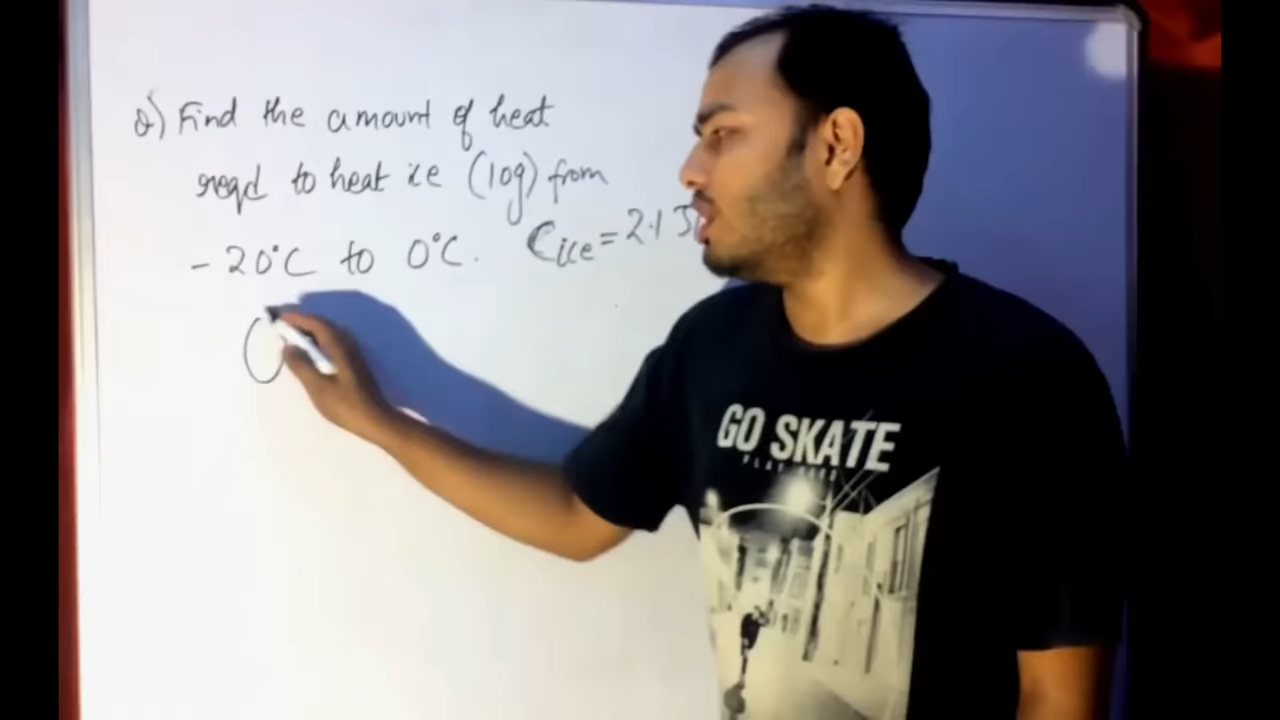 Q) Find the amount of heat
reqd to heat ice (10g) from
-20°C to 0°C. Cice = 2.1 J
GO SKATE